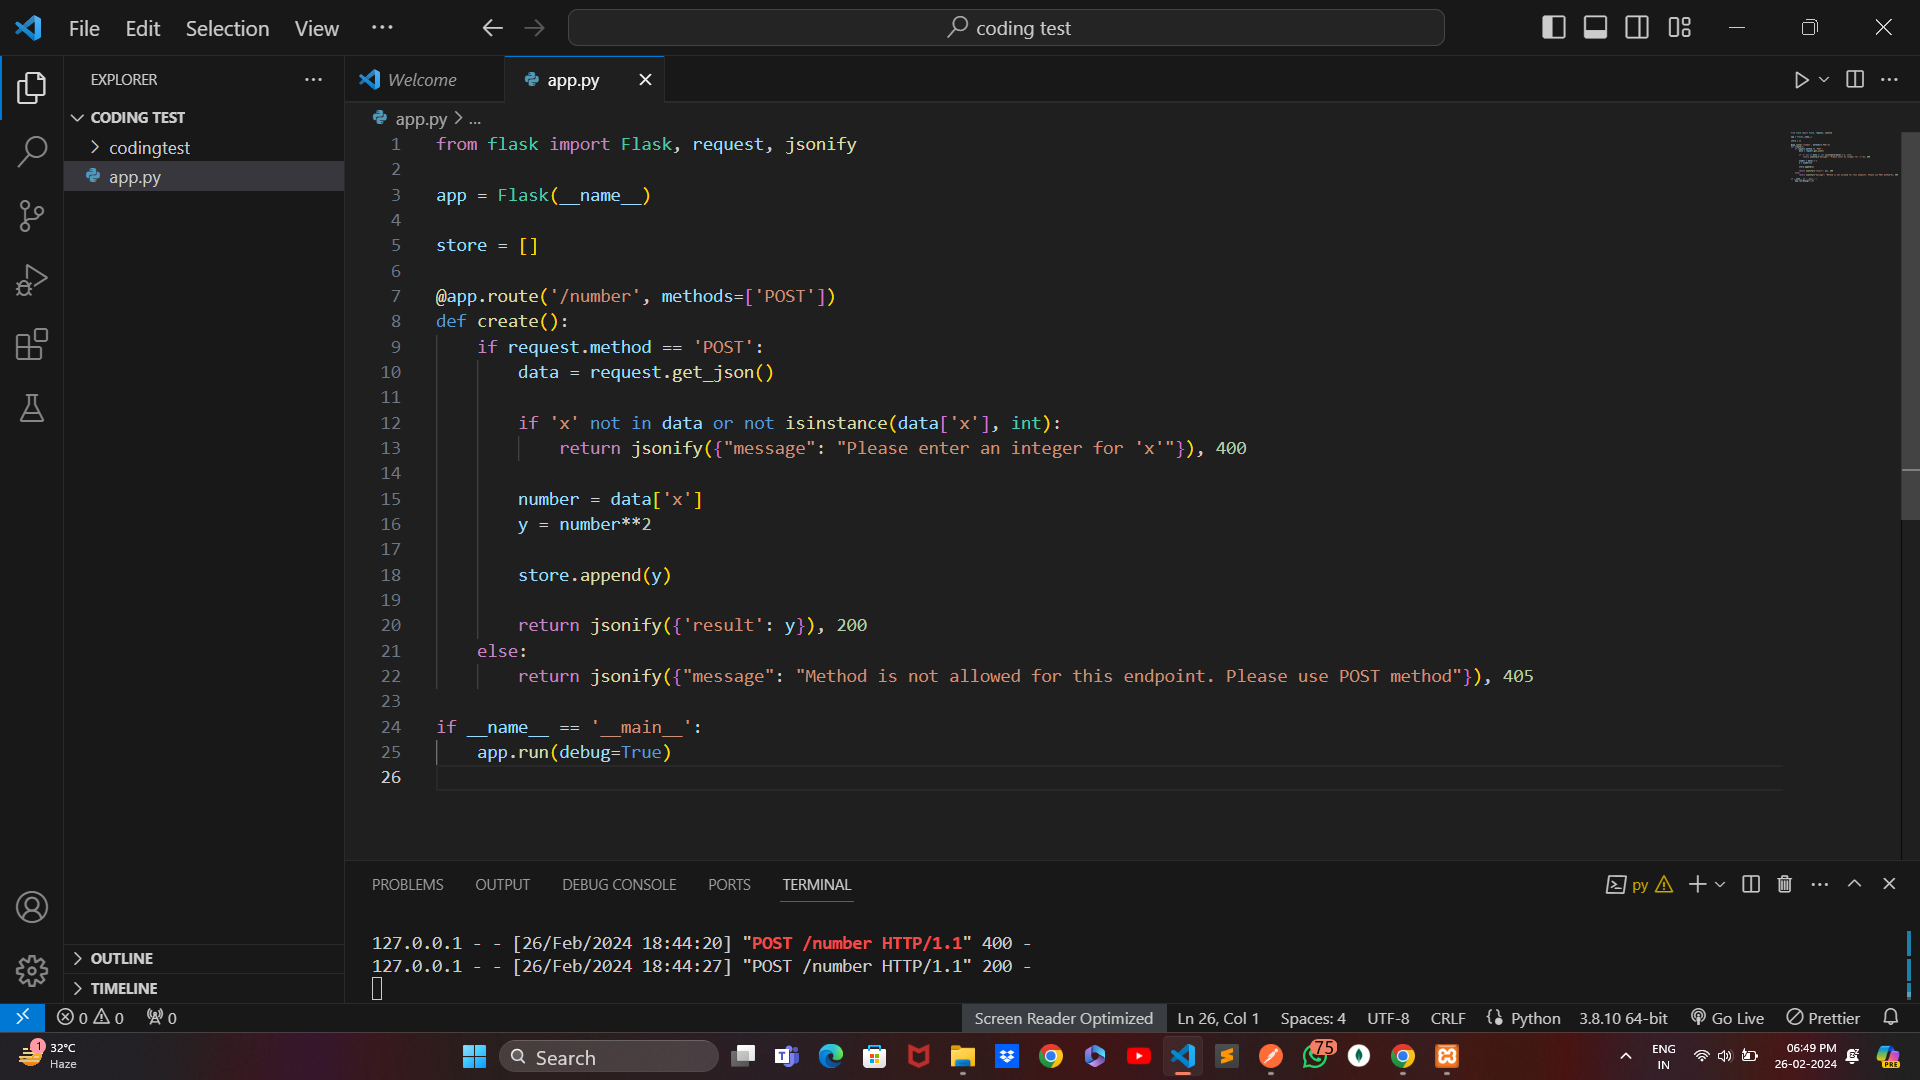 File Edit Selection View ...
coding test
EXPLORER
CODING TEST
codingtest
app.py
OUTLINE
TIMELINE
Welcome
app.py
app.py > ...
1 from flask import Flask, request, jsonify
2
3 app = Flask(__name__)
4
5 store = []
6
7 @app.route('/number', methods=['POST'])
8 def create():
9     if request.method == 'POST':
10         data = request.get_json()
11
12         if 'x' not in data or not isinstance(data['x'], int):
13             return jsonify({"message": "Please enter an integer for 'x'"}), 400
14
15         number = data['x']
16         y = number**2
17
18         store.append(y)
19
20         return jsonify({'result': y}), 200
21     else:
22         return jsonify({"message": "Method is not allowed for this endpoint. Please use POST method"}), 405
23
24 if __name__ == '__main__':
25     app.run(debug=True)
26
PROBLEMS OUTPUT DEBUG CONSOLE PORTS TERMINAL
py
127.0.0.1 - - [26/Feb/2024 18:44:20] "POST /number HTTP/1.1" 400 -
127.0.0.1 - - [26/Feb/2024 18:44:27] "POST /number HTTP/1.1" 200 -
0 0 0 Screen Reader Optimized Ln 26, Col 1 Spaces: 4 UTF-8 CRLF Python 3.8.10 64-bit Go Live Prettier
1 32°C
Haze
Search
75
ENG
IN
06:49 PM
26-02-2024
PRE